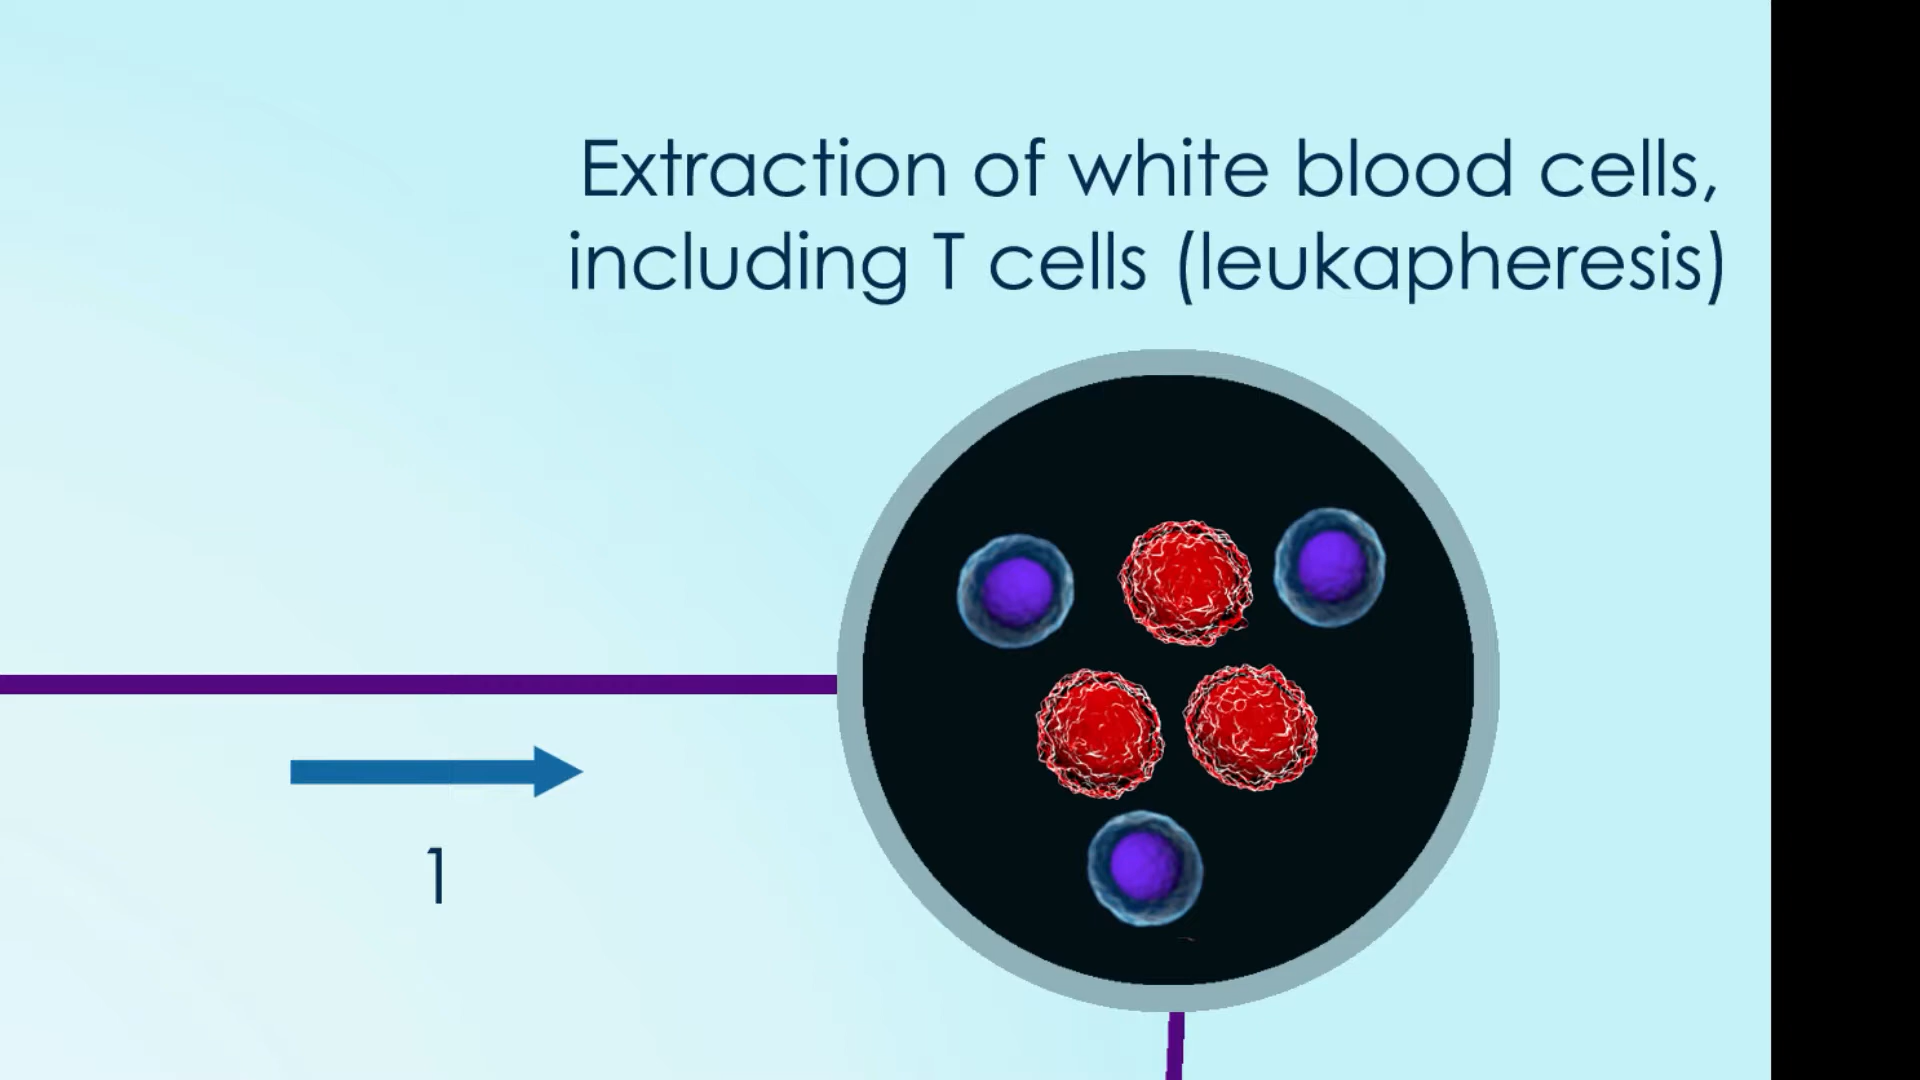 Extraction of white blood cells,
including T cells (leukapheresis)
1